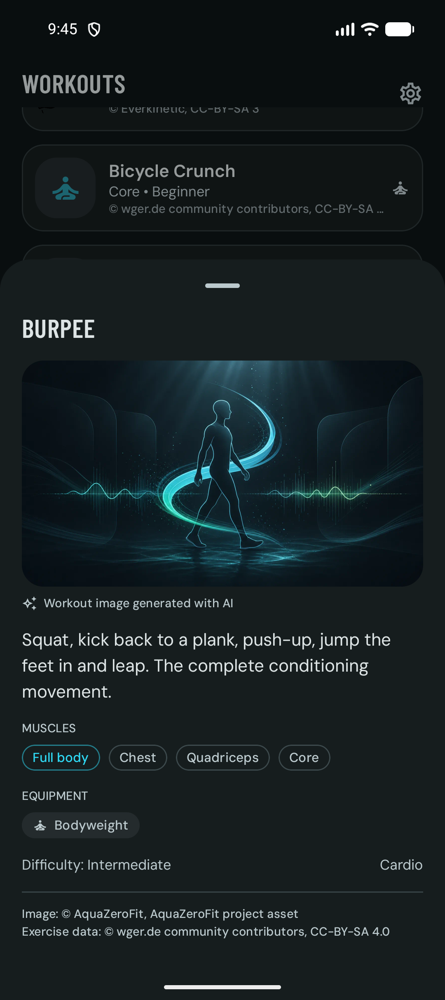 9:45
WORKOUTS
© Everkinetic, CC-BY-SA 3
Bicycle Crunch
Core • Beginner
© wger.de community contributors, CC-BY-SA ...
BURPEE
Workout image generated with AI
Squat, kick back to a plank, push-up, jump the
feet in and leap. The complete conditioning
movement.
MUSCLES
Full body
Chest
Quadriceps
Core
EQUIPMENT
Bodyweight
Difficulty: Intermediate
Cardio
Image: © AquaZeroFit, AquaZeroFit project asset
Exercise data: © wger.de community contributors, CC-BY-SA 4.0